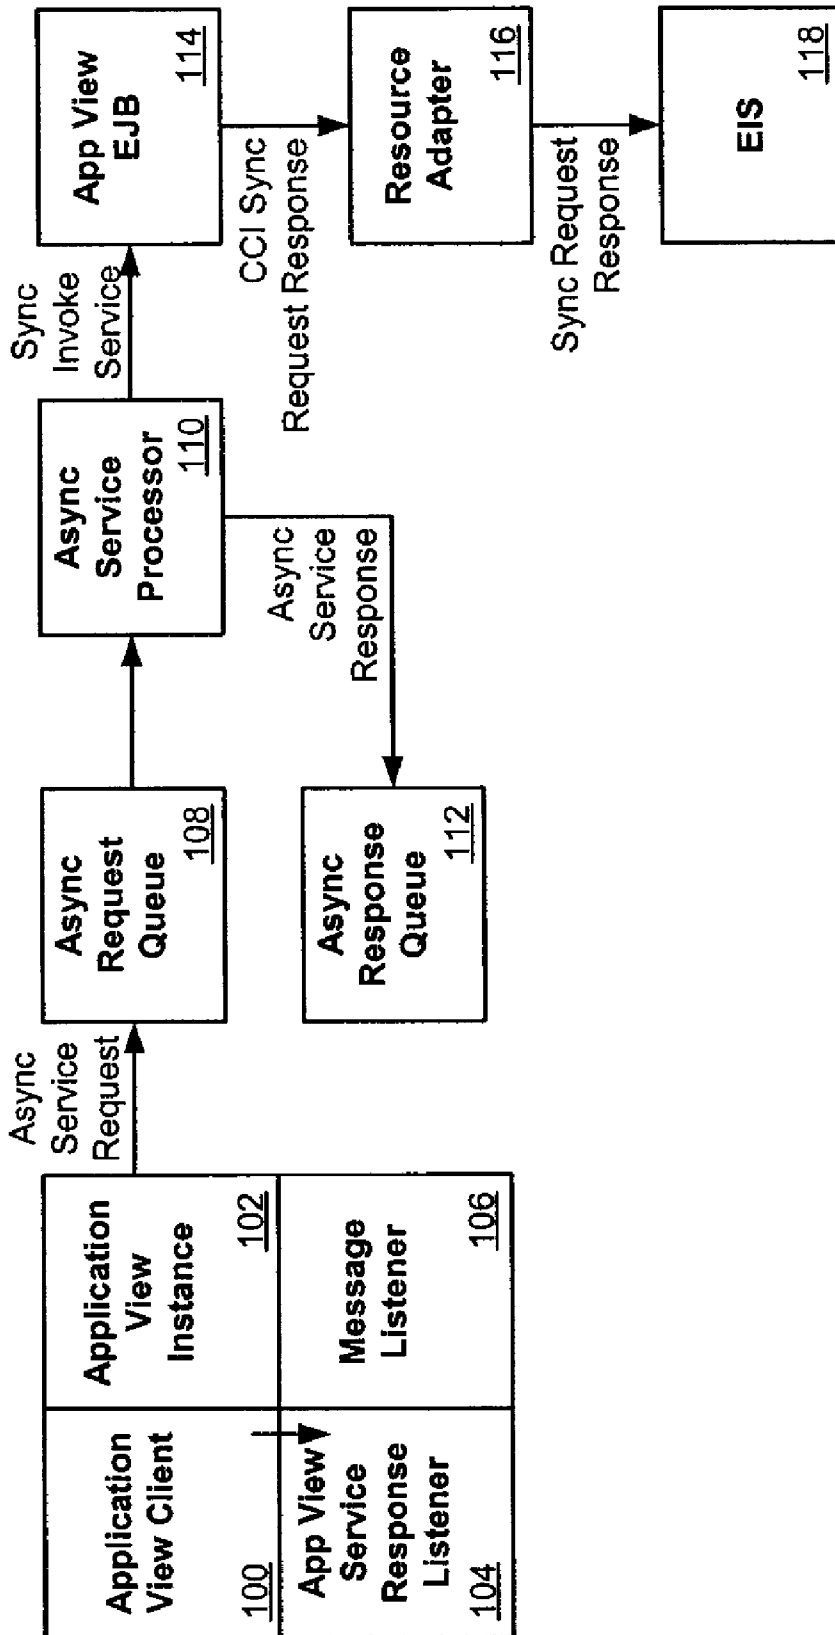 Application
View Client
100
Application
View
Instance
102
App View
Service
Response
Listener
104
Message
Listener
106
Async
Service
Request
Async
Request
Queue
108
Async
Response
Queue
112
Async
Service
Processor
110
Async
Service
Response
Sync
Invoke
Service
App View
EJB
114
CCI Sync
Request Response
Resource
Adapter
116
Sync Request
Response
EIS
118